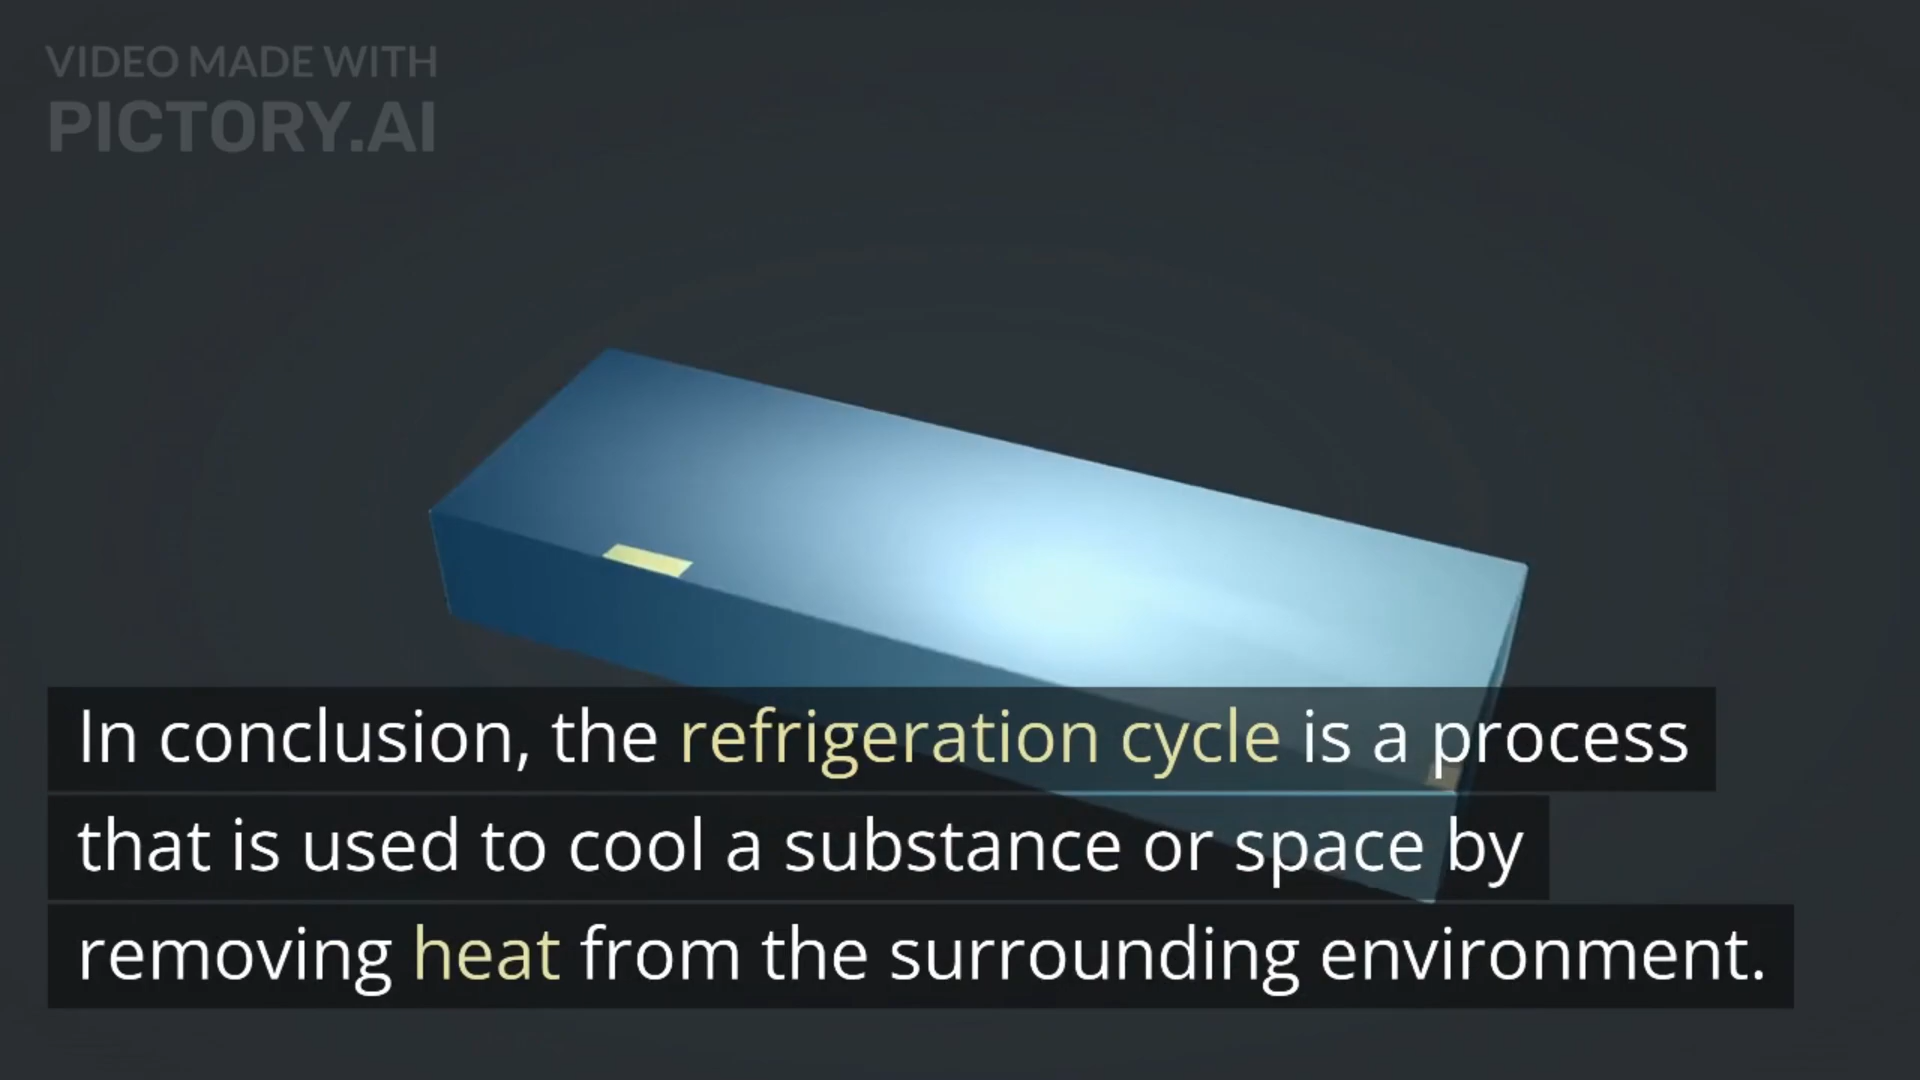 VIDEO MADE WITH
PICTORY.AI
In conclusion, the refrigeration cycle is a process
that is used to cool a substance or space by
removing heat from the surrounding environment.